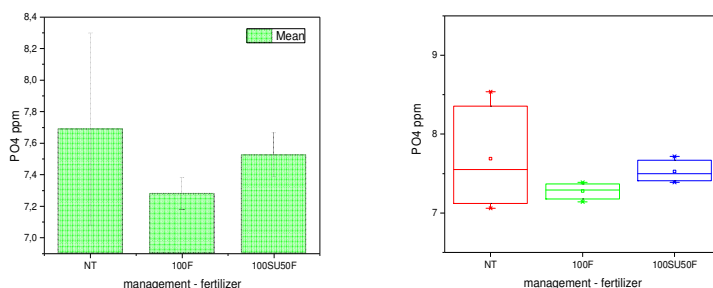 8,4
8,2
8,0
7,8
7,6
7,4
7,2
7,0
PO4 ppm
Mean
NT 100F 100SU50F
management - fertilizer
9
8
7
PO4 ppm
NT 100F 100SU50F
management - fertilizer